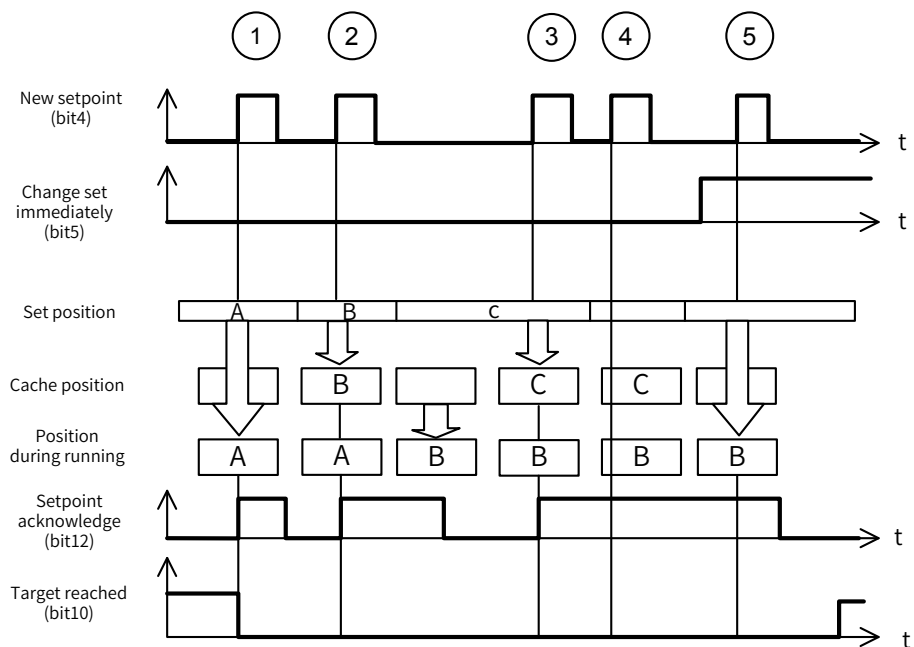 1 2 3 4 5
New setpoint
(bit4)
t
Change set
immediately
(bit5)
t
Set position
A B c
Cache position
B C C
Position
during running
A A B B B B
Setpoint
acknowledge
(bit12)
t
Target reached
(bit10)
t